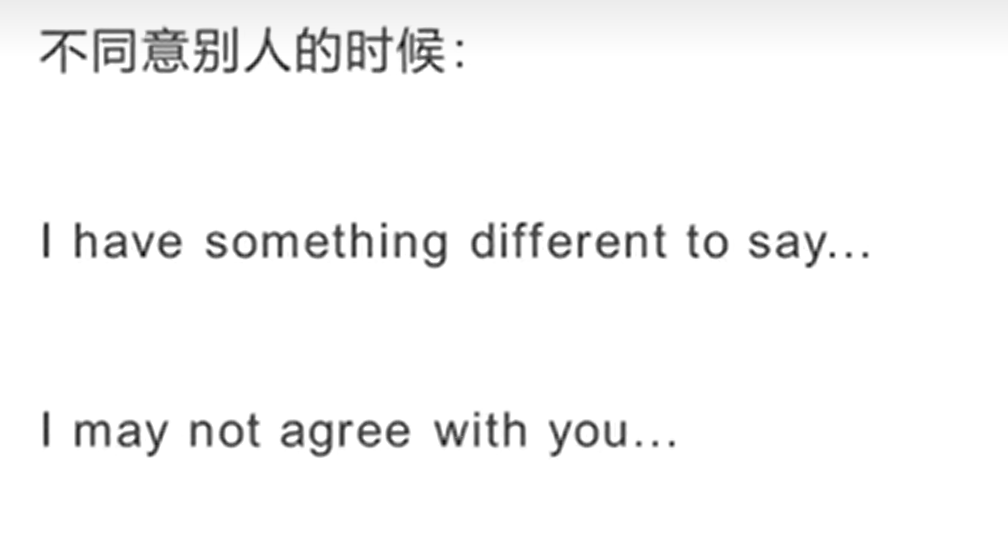 不同意别人的时候：
I have something different to say...
I may not agree with you...